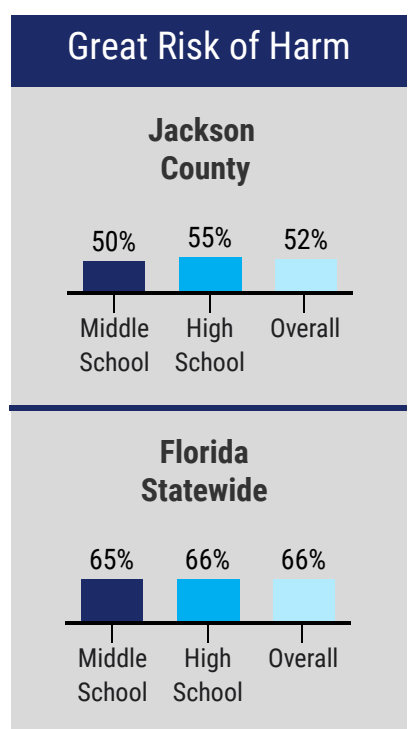 Great Risk of Harm
Jackson
County
50% 55% 52%
Middle High Overall
School School
Florida
Statewide
65% 66% 66%
Middle High Overall
School School